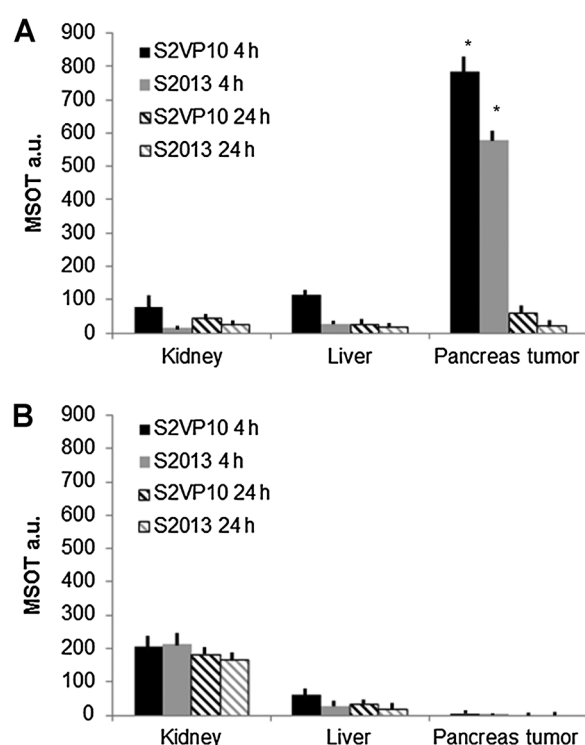 A
MSOT a.u.
900
800
700
600
500
400
300
200
100
0
S2VP10 4 h
S2013 4 h
S2VP10 24 h
S2013 24 h
*
*
Kidney Liver Pancreas tumor
B
MSOT a.u.
900
800
700
600
500
400
300
200
100
0
S2VP10 4 h
S2013 4 h
S2VP10 24 h
S2013 24 h
Kidney Liver Pancreas tumor